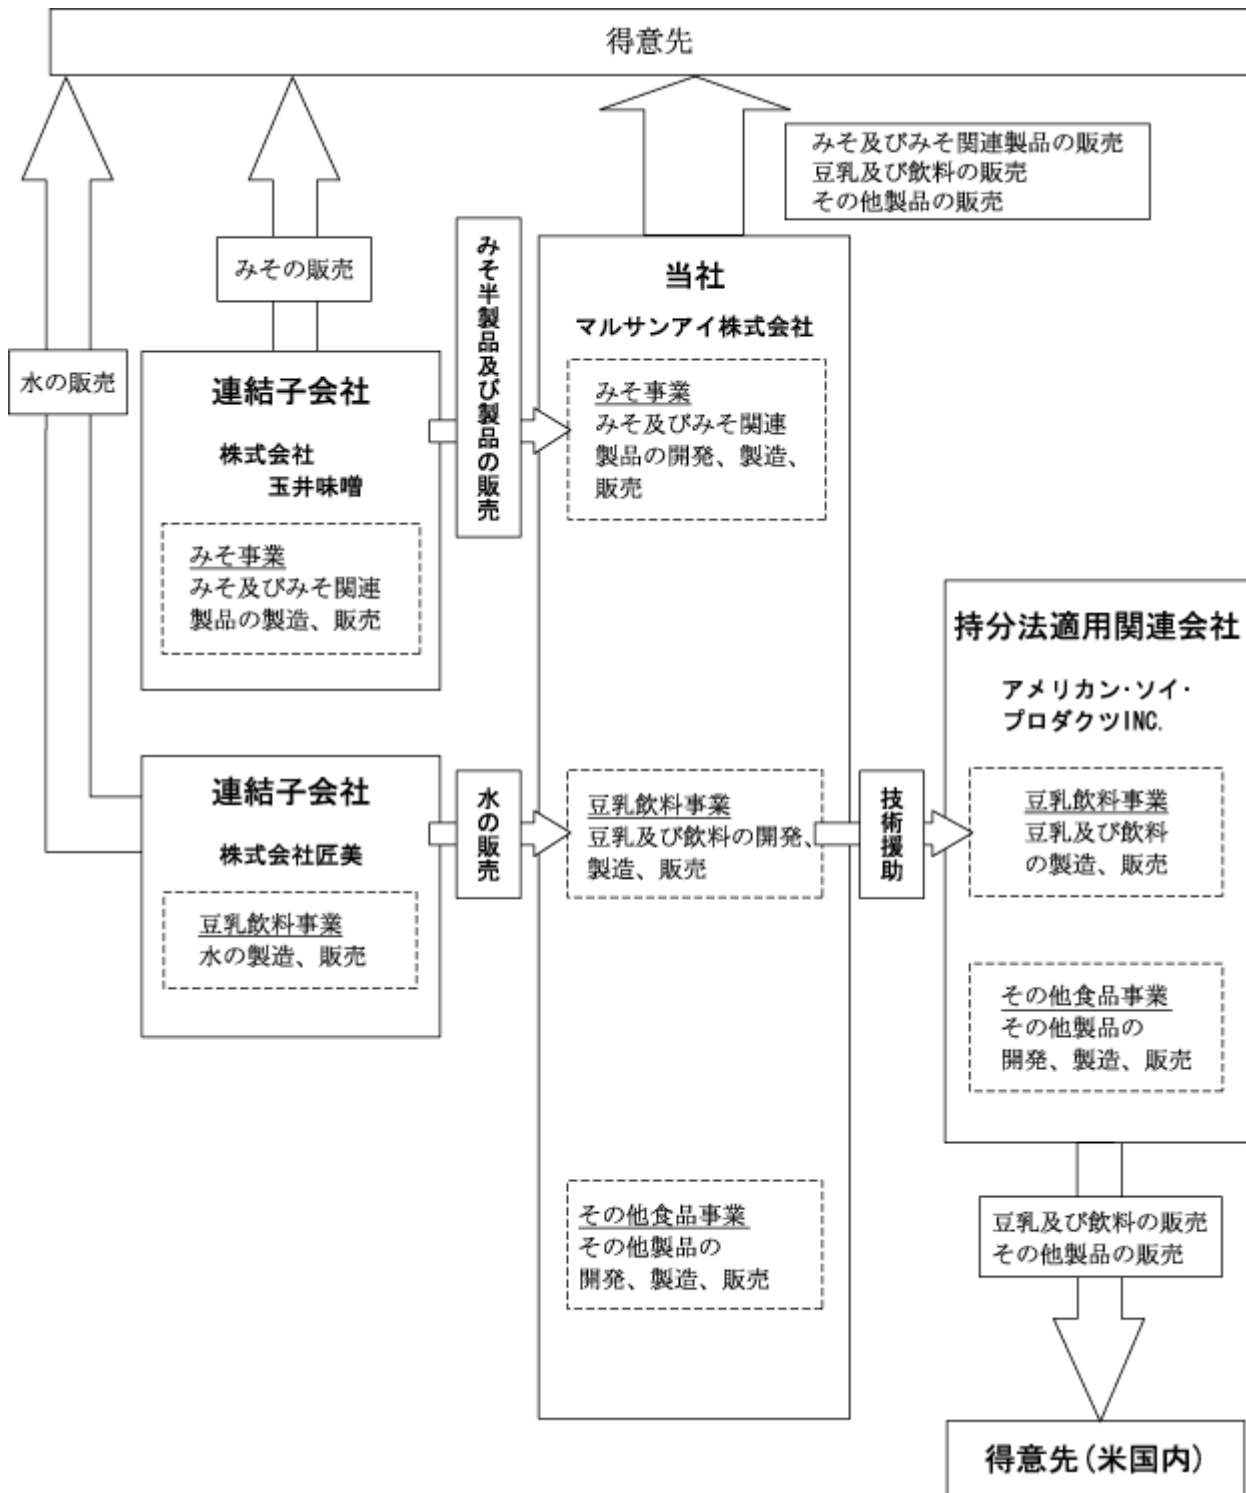 得意先
みそ及びみそ関連製品の販売
豆乳及び飲料の販売
その他製品の販売
みその販売
水の販売
連結子会社
株式会社
玉井味噌
みそ事業
みそ及びみそ関連
製品の製造、販売
みそ半製品及び製品の販売
当社
マルサンアイ株式会社
みそ事業
みそ及びみそ関連
製品の開発、製造、
販売
連結子会社
株式会社匠美
豆乳飲料事業
水の製造、販売
水の販売
豆乳飲料事業
豆乳及び飲料の開発、
製造、販売
その他食品事業
その他製品の
開発、製造、販売
技術援助
持分法適用関連会社
アメリカン・ソイ・
プロダクツINC.
豆乳飲料事業
豆乳及び飲料
の製造、販売
その他食品事業
その他製品の
開発、製造、販売
豆乳及び飲料の販売
その他製品の販売
得意先(米国内)